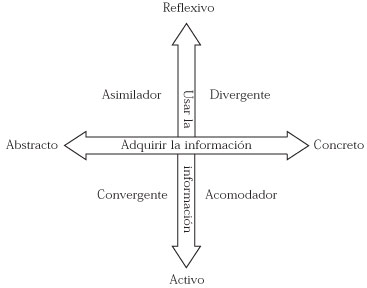 Reflexivo
Asimilador
Divergente
Usar la
Abstracto
Adquirir la información
Concreto
información
Convergente
Acomodador
Activo